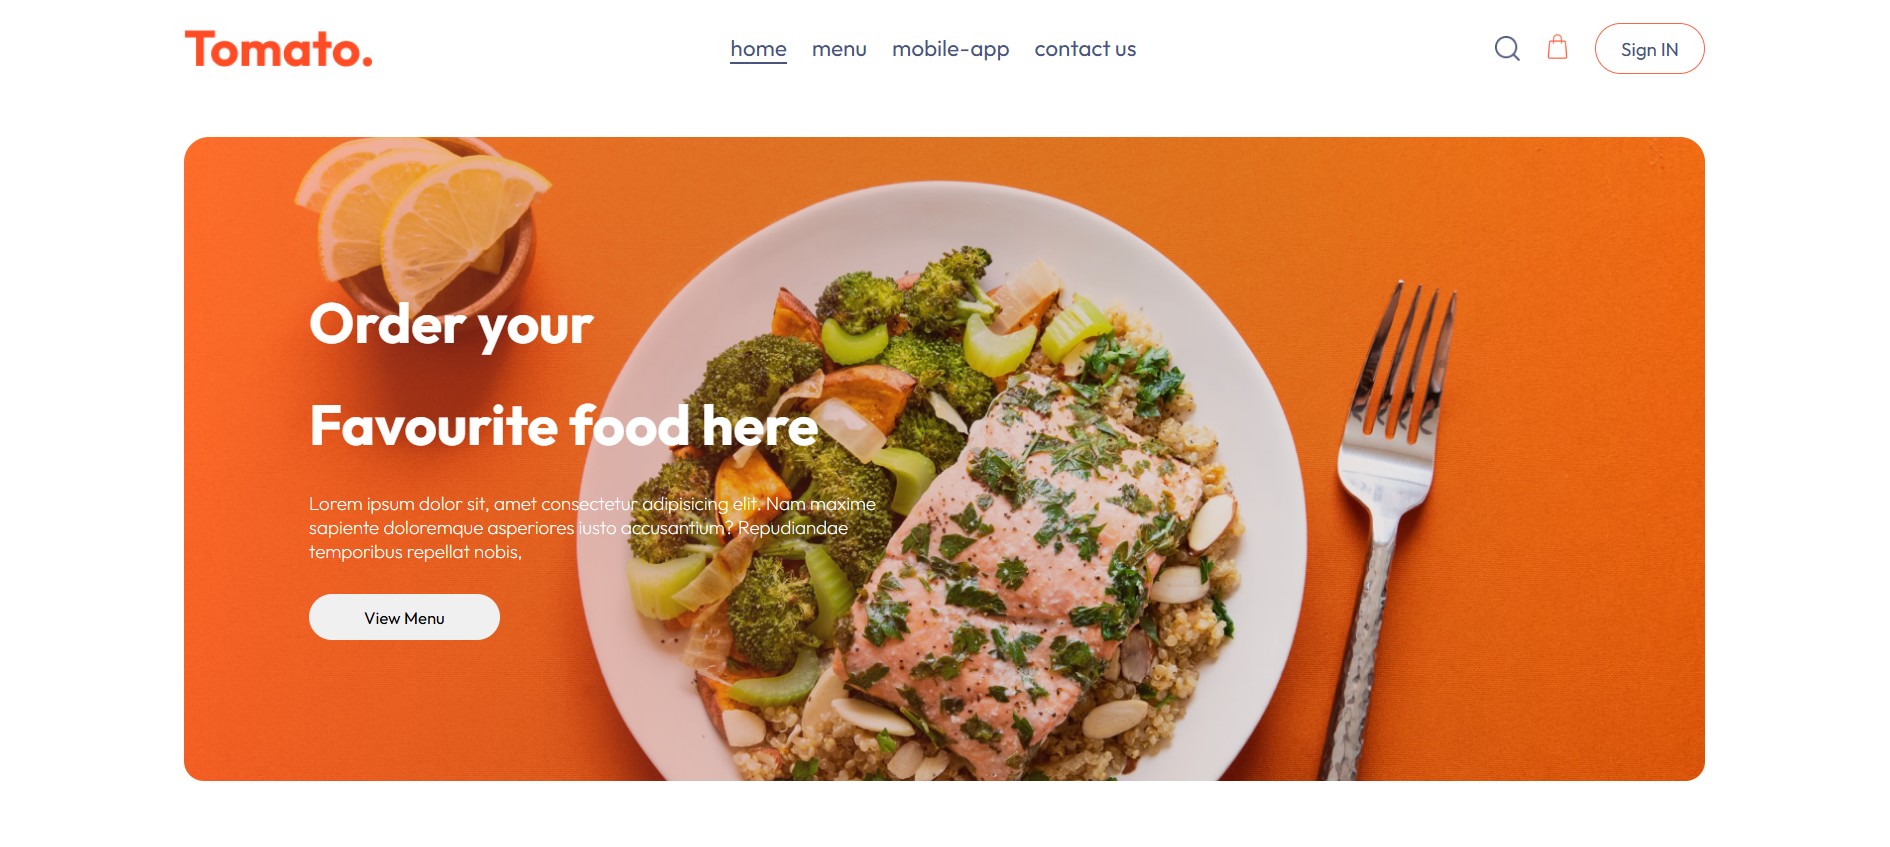 Tomato.
home menu mobile-app contact us
Sign IN
Order your
Favourite food here
Lorem ipsum dolor sit, amet consectetur adipisicing elit. Nam maxime
sapiente doloremque asperiores iusto accusantium? Repudiandae
temporibus repellat nobis,
View Menu